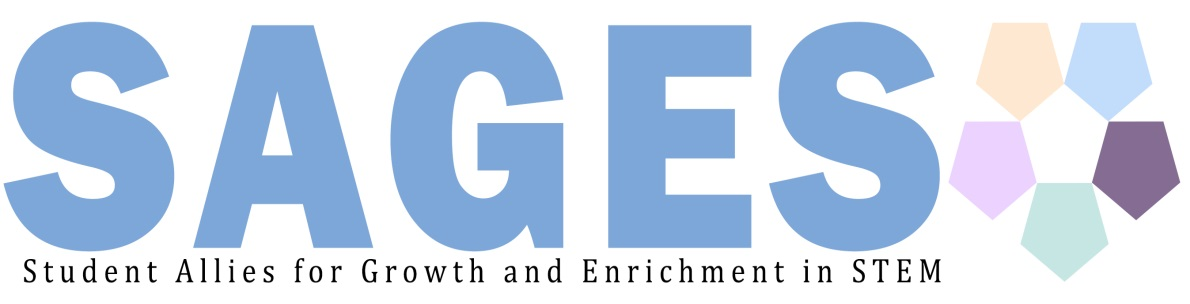 SAGES
Student Allies for Growth and Enrichment in STEM